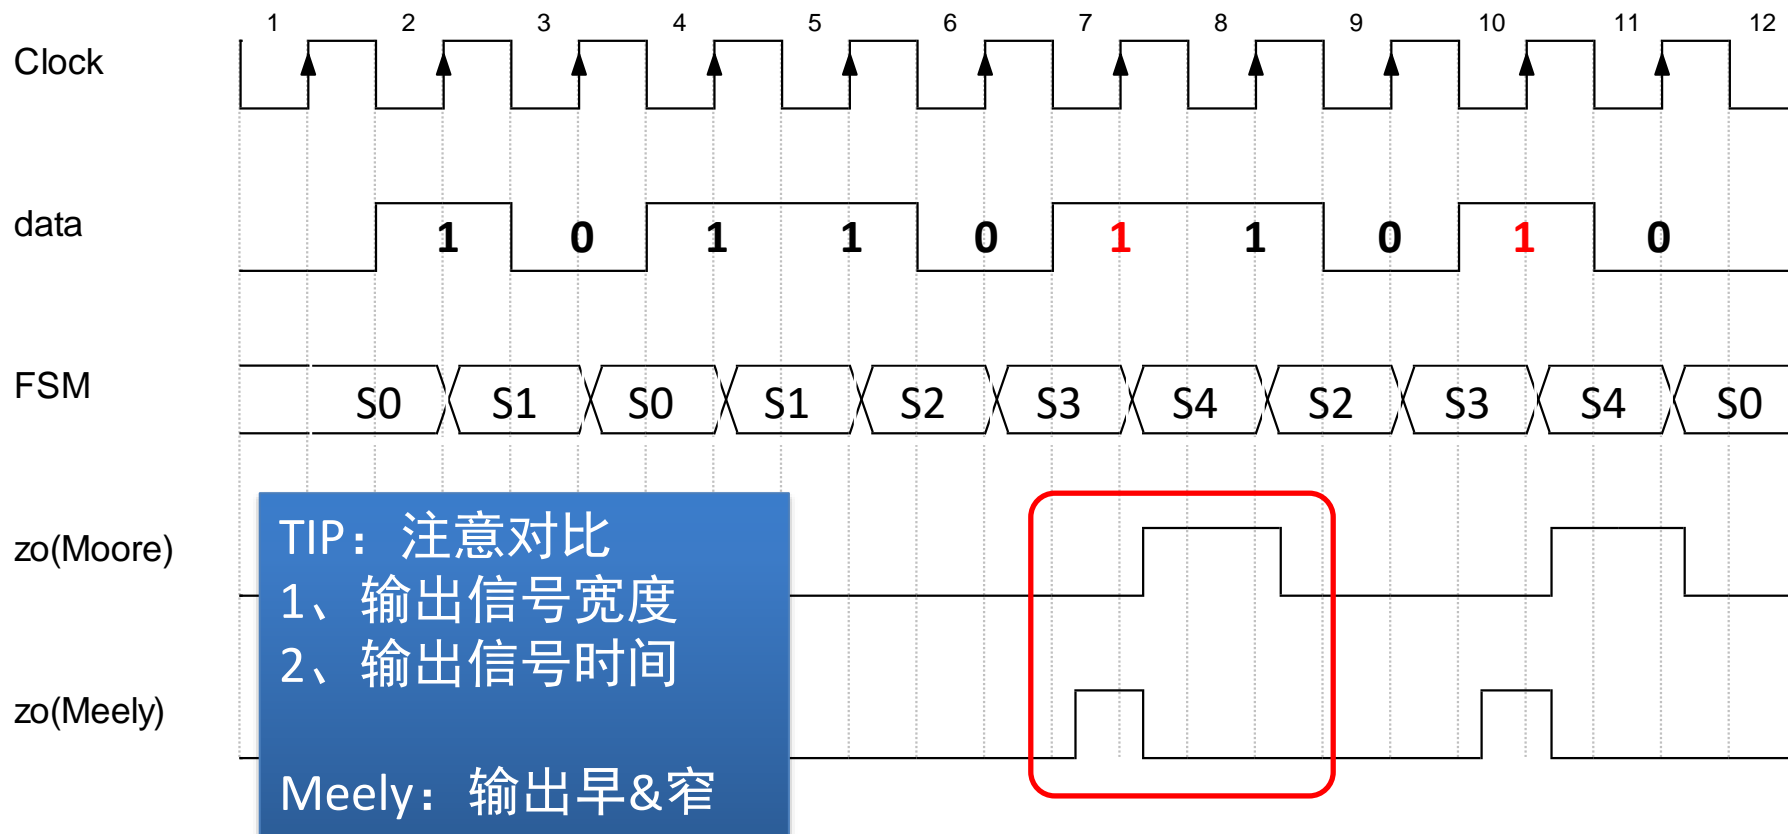 1 2 3 4 5 6 7 8 9 10 11 12
Clock
data
1 0 1 1 0 1 1 0 1 0
FSM
S0 S1 S0 S1 S2 S3 S4 S2 S3 S4 S0
zo(Moore)
zo(Meely)
TIP：注意对比
1、输出信号宽度
2、输出信号时间
Meely：输出早&窄